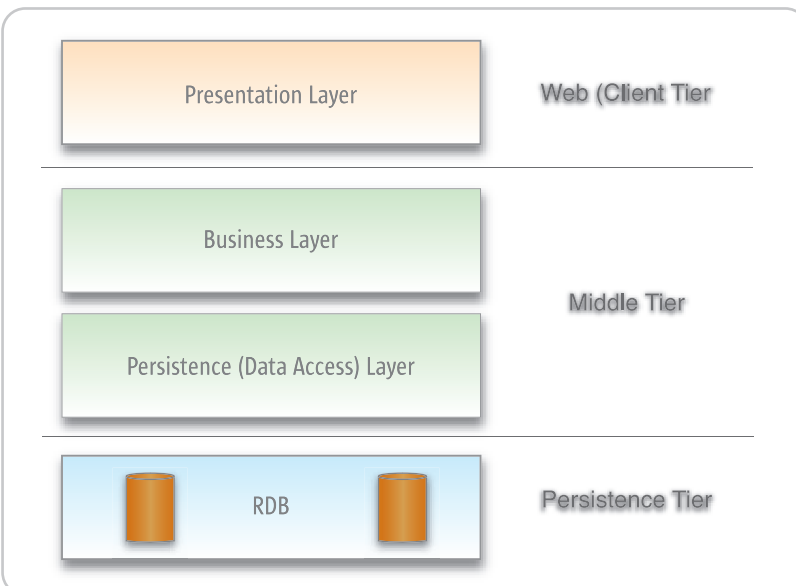 Presentation Layer
Web (Client Tier
Business Layer
Middle Tier
Persistence (Data Access) Layer
RDB
Persistence Tier